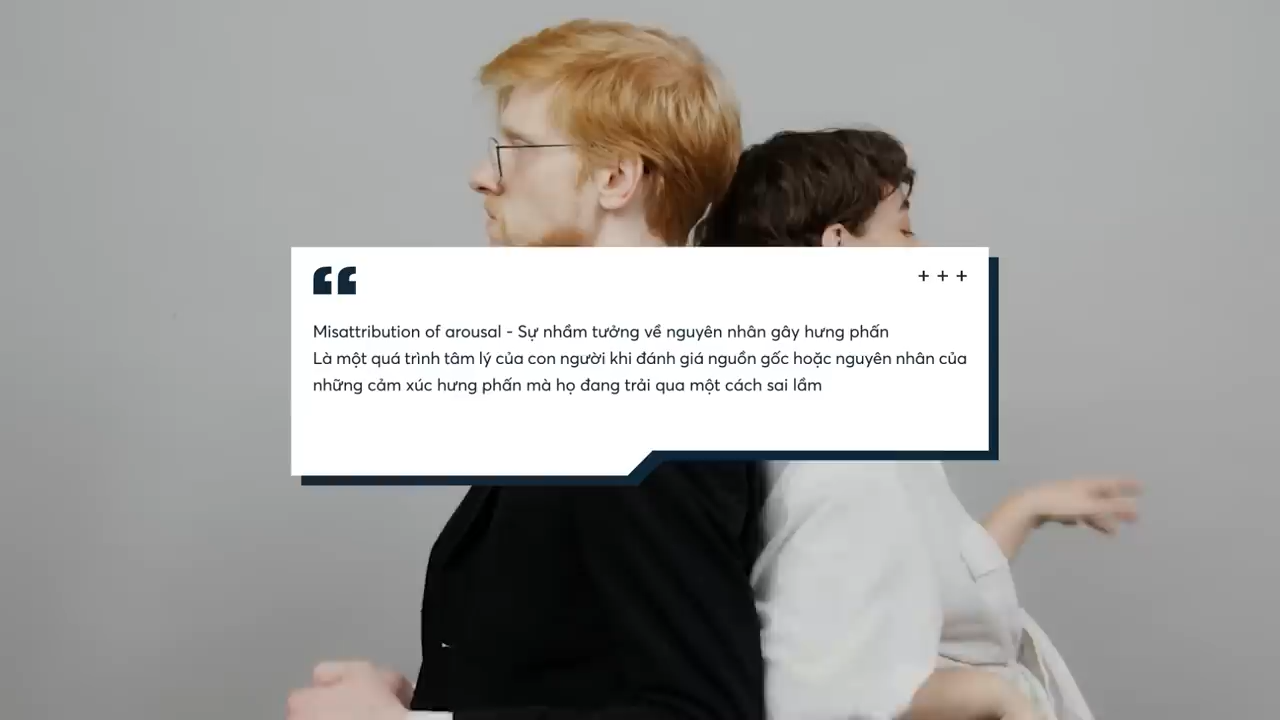 Misattribution of arousal - Sự nhầm tưởng về nguyên nhân gây hưng phấn
Là một quá trình tâm lý của con người khi đánh giá nguồn gốc hoặc nguyên nhân của
những cảm xúc hưng phấn mà họ đang trải qua một cách sai lầm